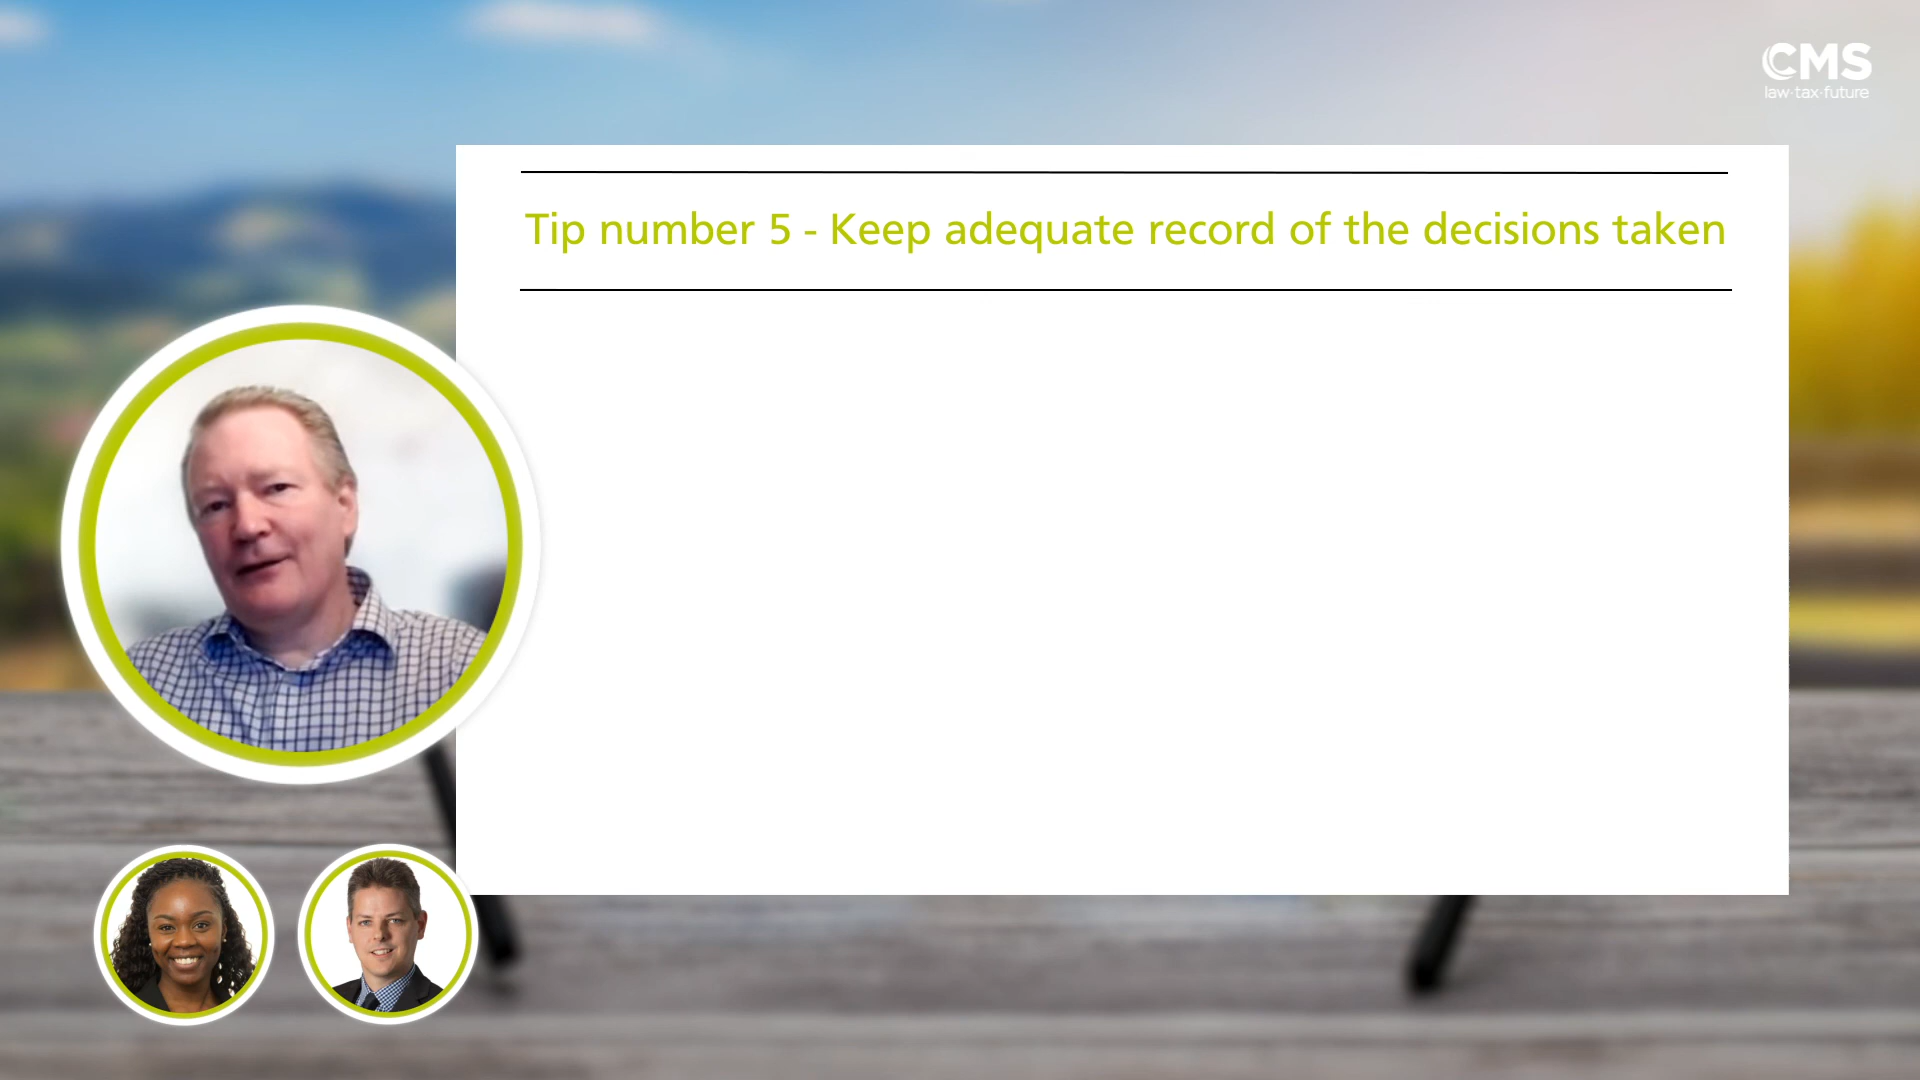 CMS
law·tax·future
Tip number 5 - Keep adequate record of the decisions taken